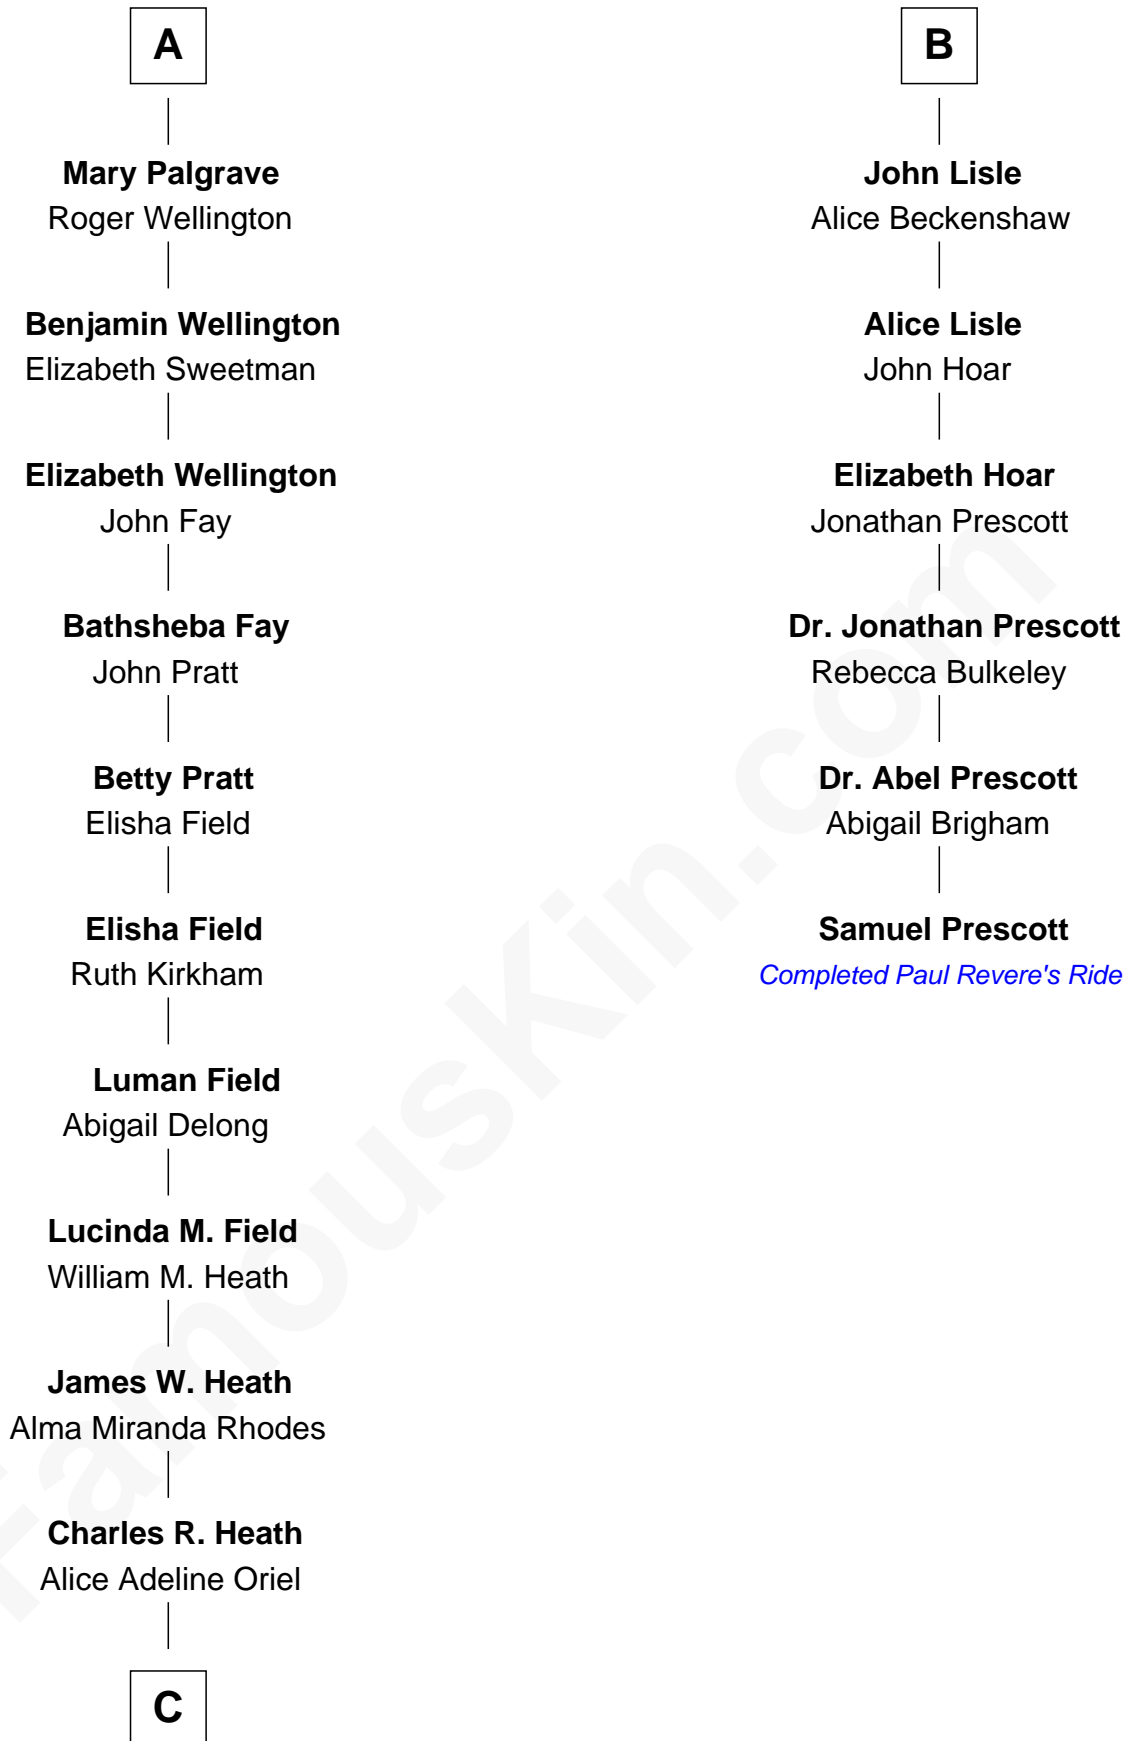 A
Mary Palgrave
Roger Wellington
Benjamin Wellington
Elizabeth Sweetman
Elizabeth Wellington
John Fay
Bathsheba Fay
John Pratt
Betty Pratt
Elisha Field
Elisha Field
Ruth Kirkham
Luman Field
Abigail Delong
Lucinda M. Field
William M. Heath
James W. Heath
Alma Miranda Rhodes
Charles R. Heath
Alice Adeline Oriel
C
B
John Lisle
Alice Beckenshaw
Alice Lisle
John Hoar
Elizabeth Hoar
Jonathan Prescott
Dr. Jonathan Prescott
Rebecca Bulkeley
Dr. Abel Prescott
Abigail Brigham
Samuel Prescott
Completed Paul Revere's Ride
FamousKin.com